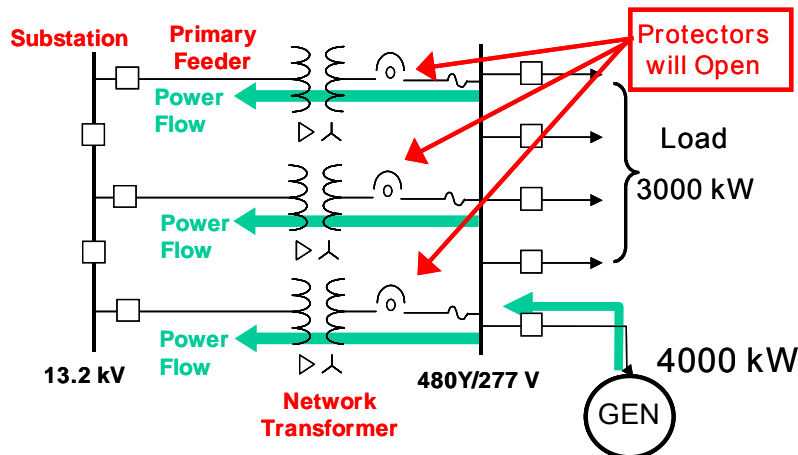 Substation
Primary
Feeder
Protectors
will Open
Power
Flow
Load
3000 kW
Power
Flow
Power
Flow
13.2 kV
480Y/277 V
4000 kW
Network
Transformer
GEN